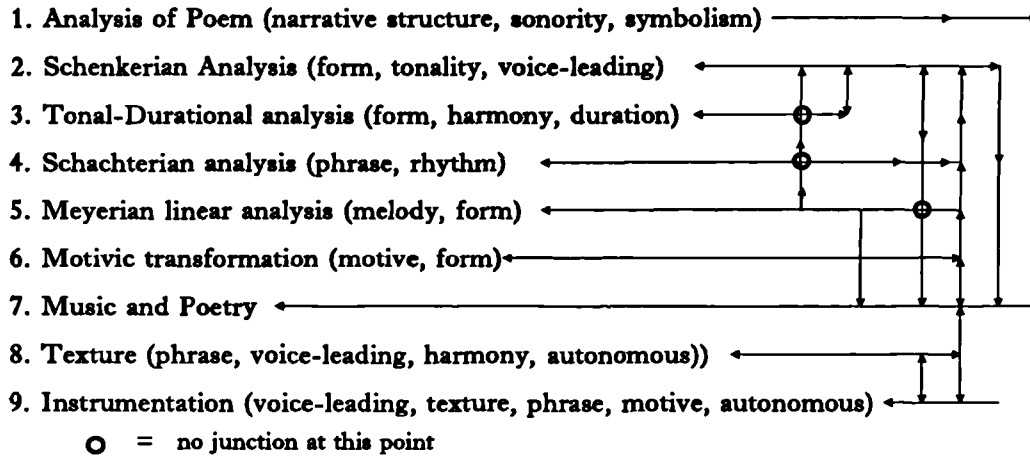 1. Analysis of Poem (narrative structure, sonority, symbolism)
2. Schenkerian Analysis (form, tonality, voice-leading)
3. Tonal-Durational analysis (form, harmony, duration)
4. Schachterian analysis (phrase, rhythm)
5. Meyerian linear analysis (melody, form)
6. Motivic transformation (motive, form)
7. Music and Poetry
8. Texture (phrase, voice-leading, harmony, autonomous))
9. Instrumentation (voice-leading, texture, phrase, motive, autonomous)
o = no junction at this point